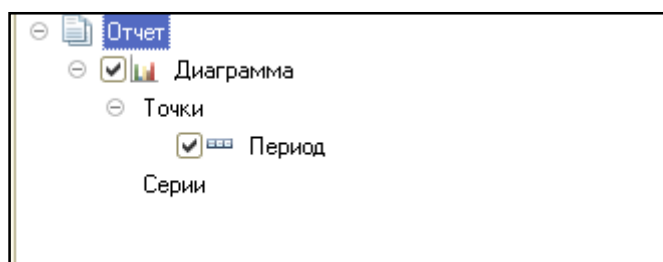 Отчет
Диаграмма
Точки
Период
Серии